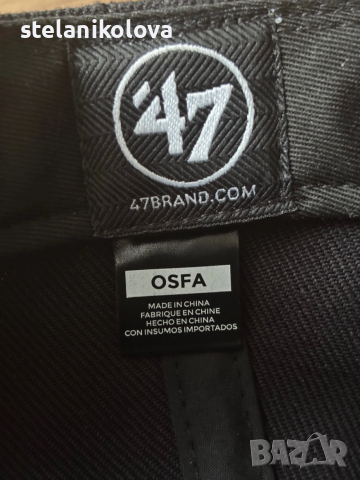 stelanikolova
'47
47BRAND.COM
OSFA
MADE IN CHINA
FABRIQUE EN CHINE
HECHO EN CHINA
CON INSUMOS IMPORTADOS
BAZAR